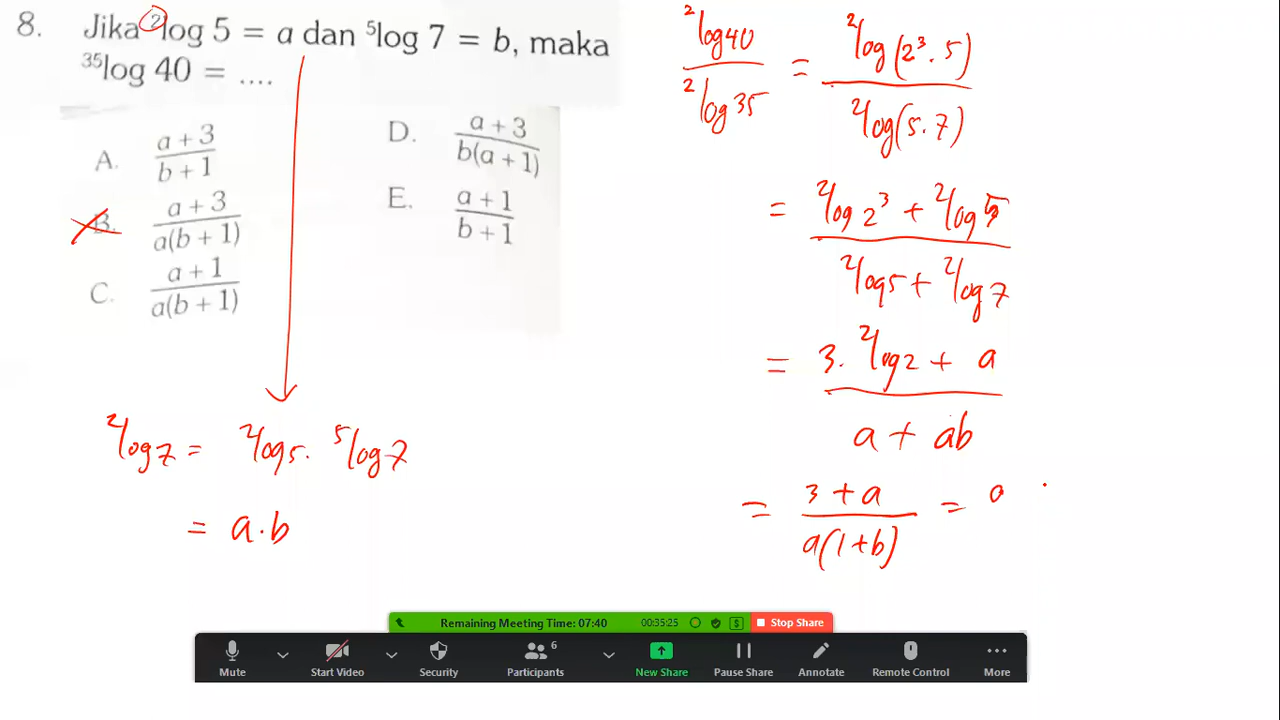 8. Jika ²log 5 = a dan ⁵log 7 = b, maka
³⁵log 40 = ....
A. (a + 3)/(b + 1)
B. (a + 3)/(a(b + 1))
C. (a + 1)/(a(b + 1))
D. (a + 3)/(b(a + 1))
E. (a + 1)/(b + 1)
²log 7 = ²log 5 . ⁵log 7
= a . b
²log 40 / ²log 35 = ²log(2³ . 5) / ²log(5 . 7)
= (²log 2³ + ²log 5) / (²log 5 + ²log 7)
= (3 . ²log 2 + a) / (a + ab)
= (3 + a) / (a(1 + b)) = a
Remaining Meeting Time: 07:40 00:35:25 Stop Share
Mute Start Video Security Participants 6 New Share Pause Share Annotate Remote Control More